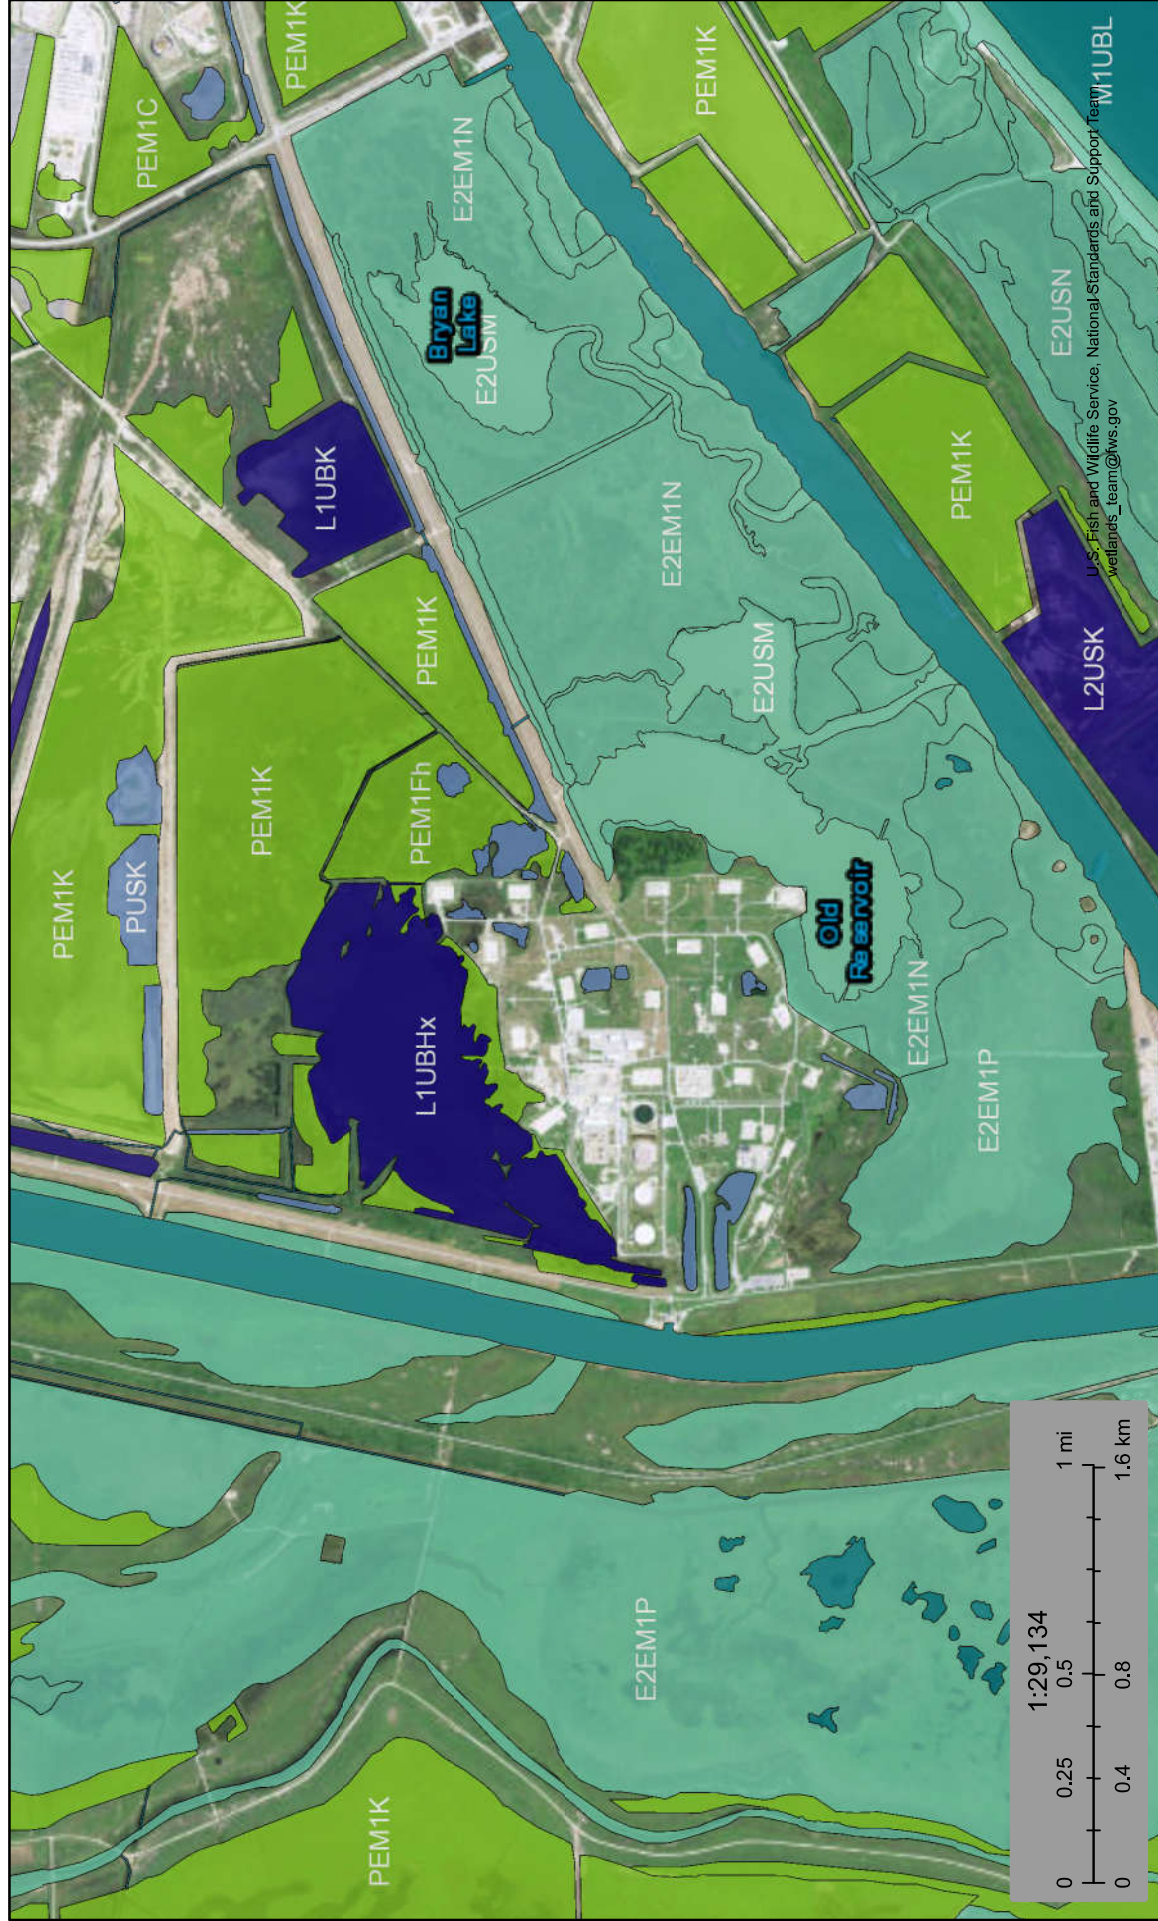 PEM1K
PEM1C
E2EM1N
PEM1K
M1UBL
Bryan
Lake
E2USM
E2USN
L1UBK
E2EM1N
PEM1K
PEM1K
E2USM
L2USK
PEM1K
PEM1Fh
PEM1K
PUSK
Old
Reservoir
E2EM1N
L1UBHx
E2EM1P
E2EM1P
PEM1K
U.S. Fish and Wildlife Service, National Standards and Support Team,
wetlands_team@fws.gov
1:29,134
0 0.25 0.5 1 mi
0 0.4 0.8 1.6 km